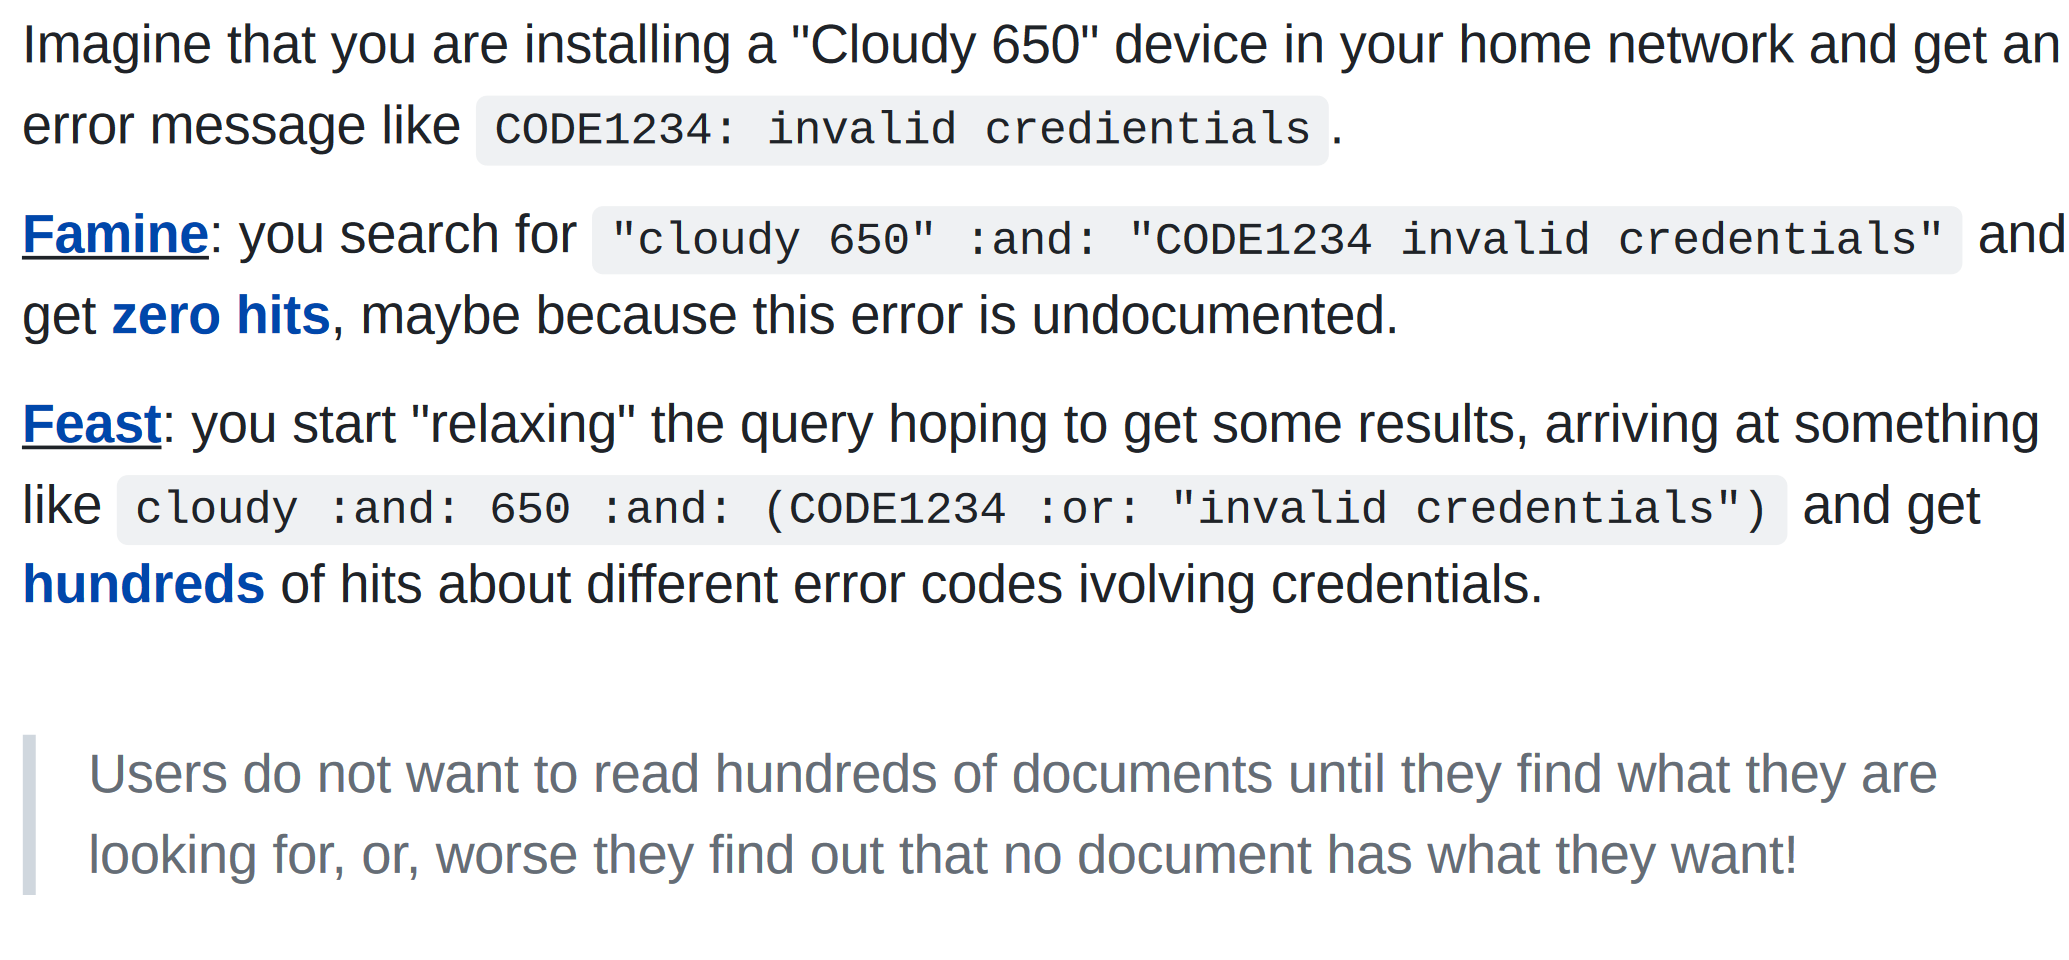 Imagine that you are installing a "Cloudy 650" device in your home network and get an
error message like CODE1234: invalid credientials.
Famine: you search for "cloudy 650" :and: "CODE1234 invalid credentials" and
get zero hits, maybe because this error is undocumented.
Feast: you start "relaxing" the query hoping to get some results, arriving at something
like cloudy :and: 650 :and: (CODE1234 :or: "invalid credentials") and get
hundreds of hits about different error codes ivolving credentials.
Users do not want to read hundreds of documents until they find what they are
looking for, or, worse they find out that no document has what they want!